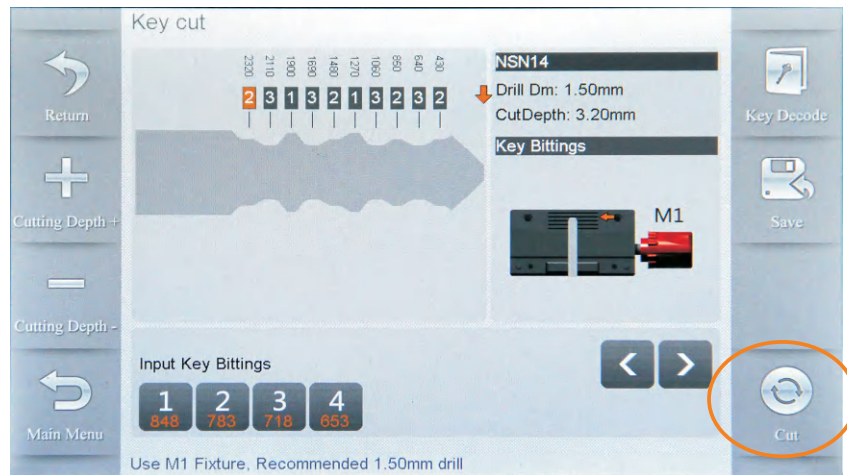 Key cut
Return
Cutting Depth +
Cutting Depth -
Main Menu
2320 2110 1900 1690 1480 1270 1060 850 640 430
2 3 1 3 2 1 3 2 3 2
NSN14
Drill Dm: 1.50mm
CutDepth: 3.20mm
Key Bittings
M1
Input Key Bittings
1 2 3 4
848 783 718 653
< >
Use M1 Fixture, Recommended 1.50mm drill
Key Decode
Save
Cut